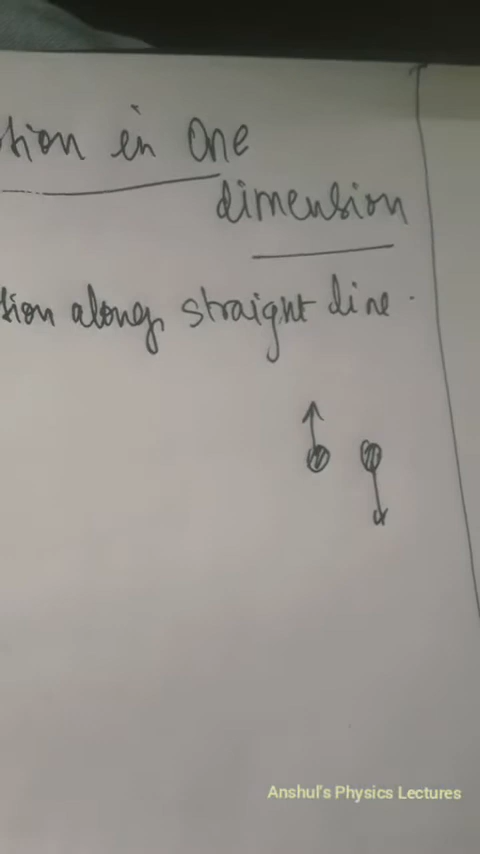 tion in One
dimension
tion along straight line.
Anshul's Physics Lectures